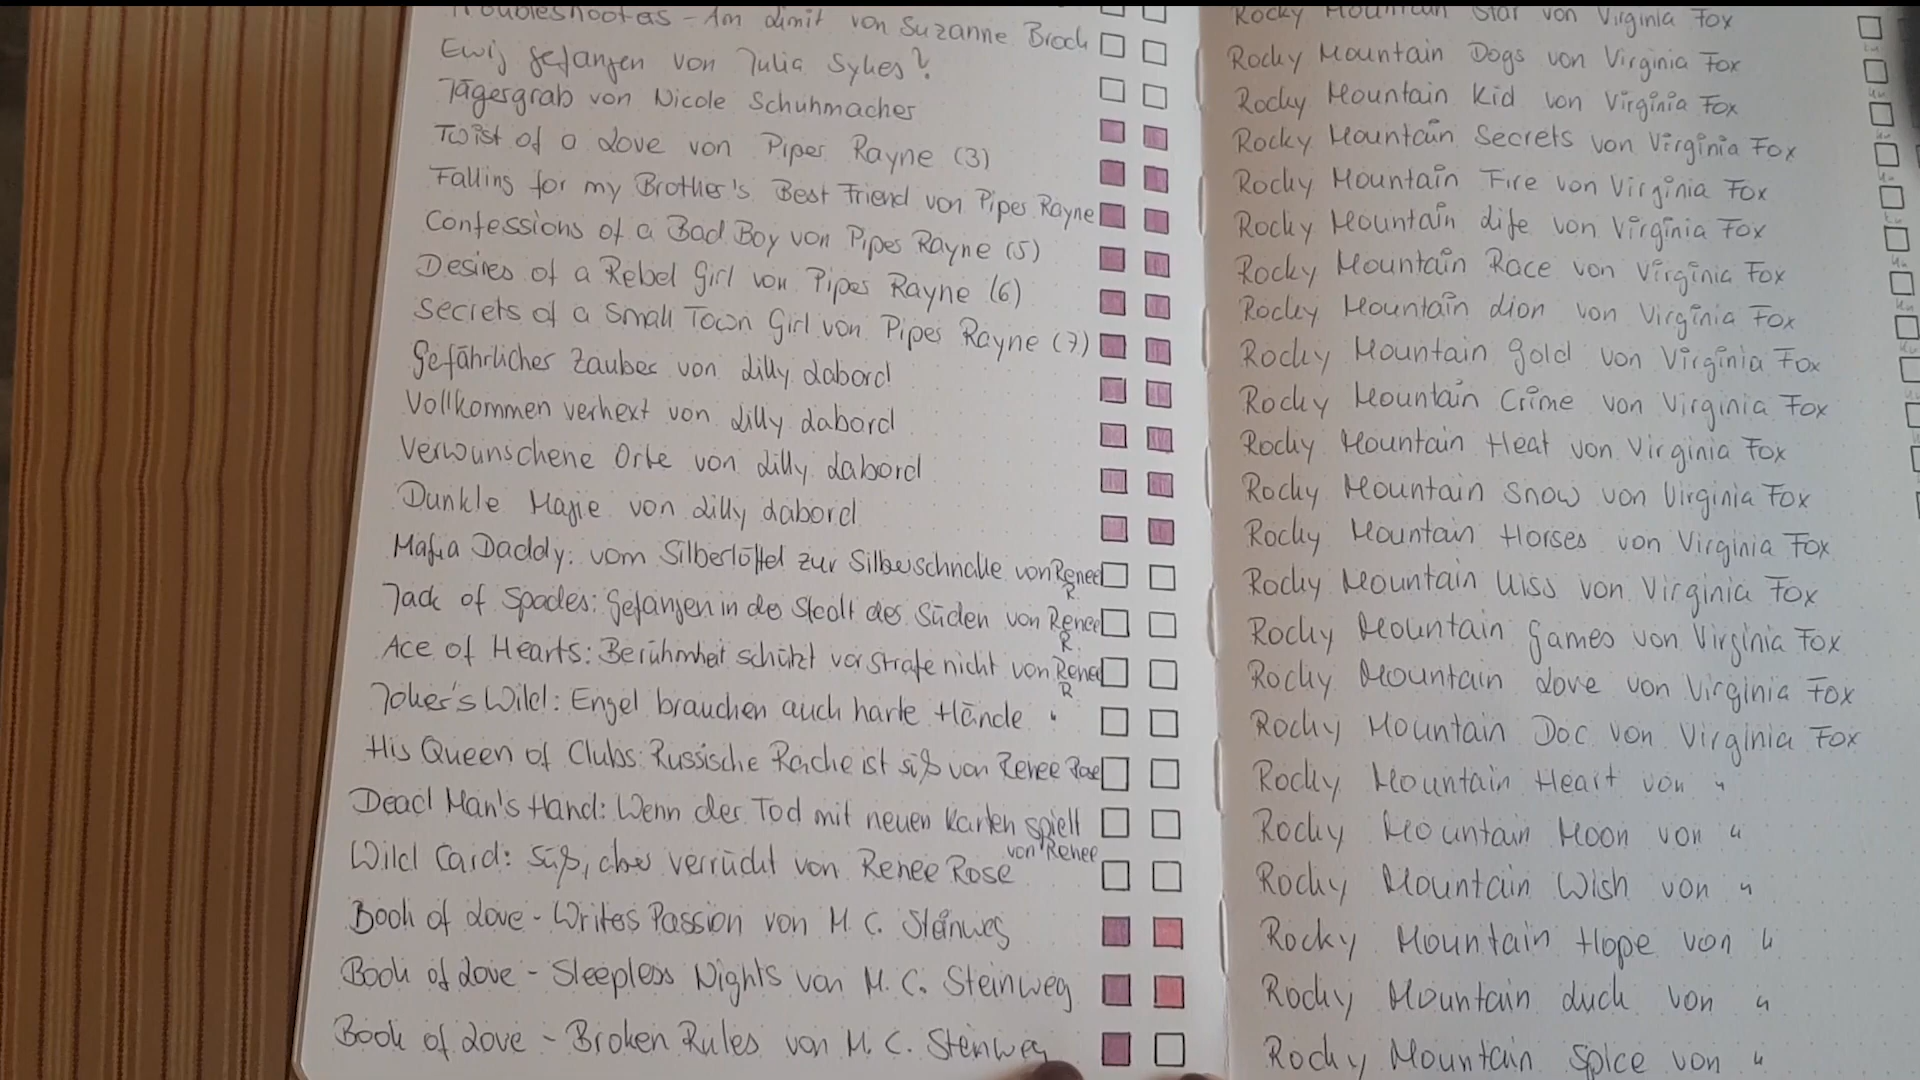 Troubleshooters - Am Limit von Suzanne Brock
Ewig gefangen von Julia Sykes?
Jägergrab von Nicole Schuhmacher
Twist of a Love von Piper Rayne (3)
Falling for my Brother's Best Friend von Piper Rayne
Confessions of a Bad Boy von Piper Rayne (5)
Desires of a Rebel Girl von Piper Rayne (6)
Secrets of a Small Town Girl von Piper Rayne (7)
Gefährlicher Zauber von Lilly Labord
Vollkommen verhext von Lilly Labord
Verwunschene Orte von Lilly Labord
Dunkle Magie von Lilly Labord
Mafia Daddy: vom Silberlöffel zur Silberschnalle von Renee R.
Jack of Spades: Gefangen in der Stadt des Süden von Renee R.
Ace of Hearts: Berühmheit schützt vor Strafe nicht von Renee R
Joker's Wild: Engel brauchen auch harte Hände "
His Queen of Clubs: Russische Rache ist süß von Renee Rose
Dead Man's Hand: Wenn der Tod mit neuen Karten spielt von Renee
Wild Card: Süß, aber verrückt von Renee Rose
Book of Love - Writers Passion von M. C. Steinweg
Book of Love - Sleepless Nights von M. C. Steinweg
Book of Love - Broken Rules von M. C. Steinweg
Rocky Mountain Star von Virginia Fox
Rocky Mountain Dogs von Virginia Fox
Rocky Mountain Kid von Virginia Fox
Rocky Mountain Secrets von Virginia Fox
Rocky Mountain Fire von Virginia Fox
Rocky Mountain Life von Virginia Fox
Rocky Mountain Race von Virginia Fox
Rocky Mountain Lion von Virginia Fox
Rocky Mountain Gold von Virginia Fox
Rocky Mountain Crime von Virginia Fox
Rocky Mountain Heat von Virginia Fox
Rocky Mountain Snow von Virginia Fox
Rocky Mountain Horses von Virginia Fox
Rocky Mountain Kiss von Virginia Fox
Rocky Mountain Games von Virginia Fox
Rocky Mountain Love von Virginia Fox
Rocky Mountain Doc von Virginia Fox
Rocky Mountain Heart von "
Rocky Mountain Moon von "
Rocky Mountain Wish von "
Rocky Mountain Hope von "
Rocky Mountain Luck von "
Rocky Mountain Spice von "